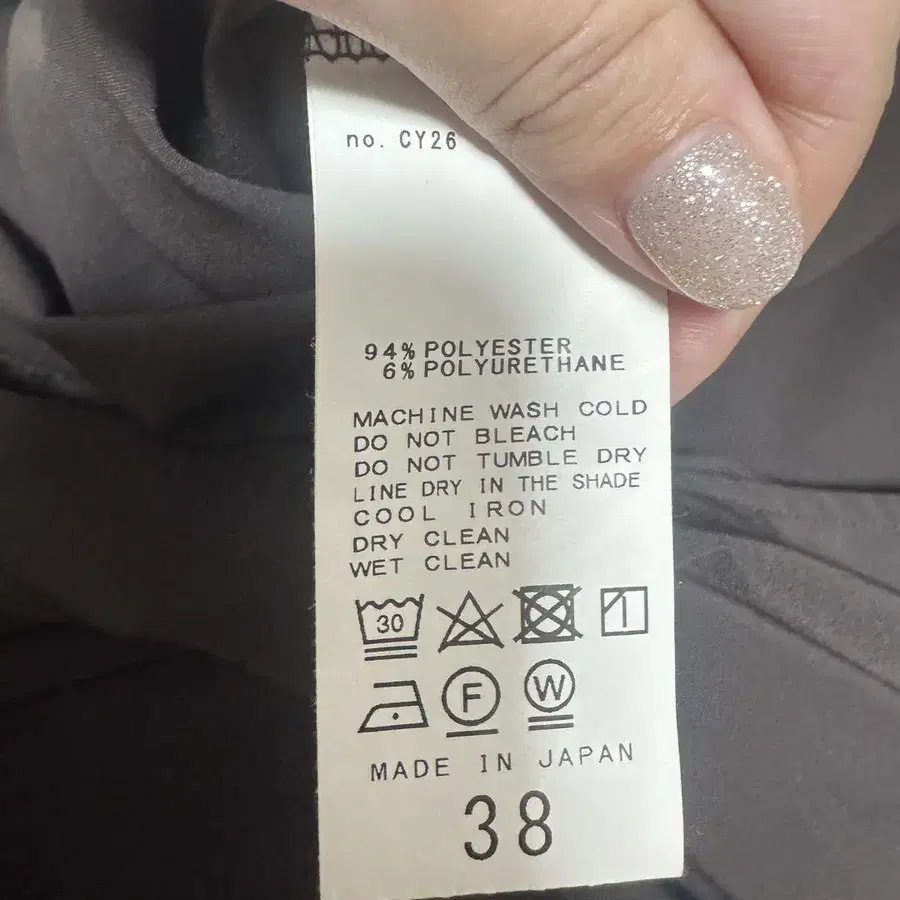 no. CY26
94% POLYESTER
6% POLYURETHANE
MACHINE WASH COLD
DO NOT BLEACH
DO NOT TUMBLE DRY
LINE DRY IN THE SHADE
COOL IRON
DRY CLEAN
WET CLEAN
30
F W
MADE IN JAPAN
38